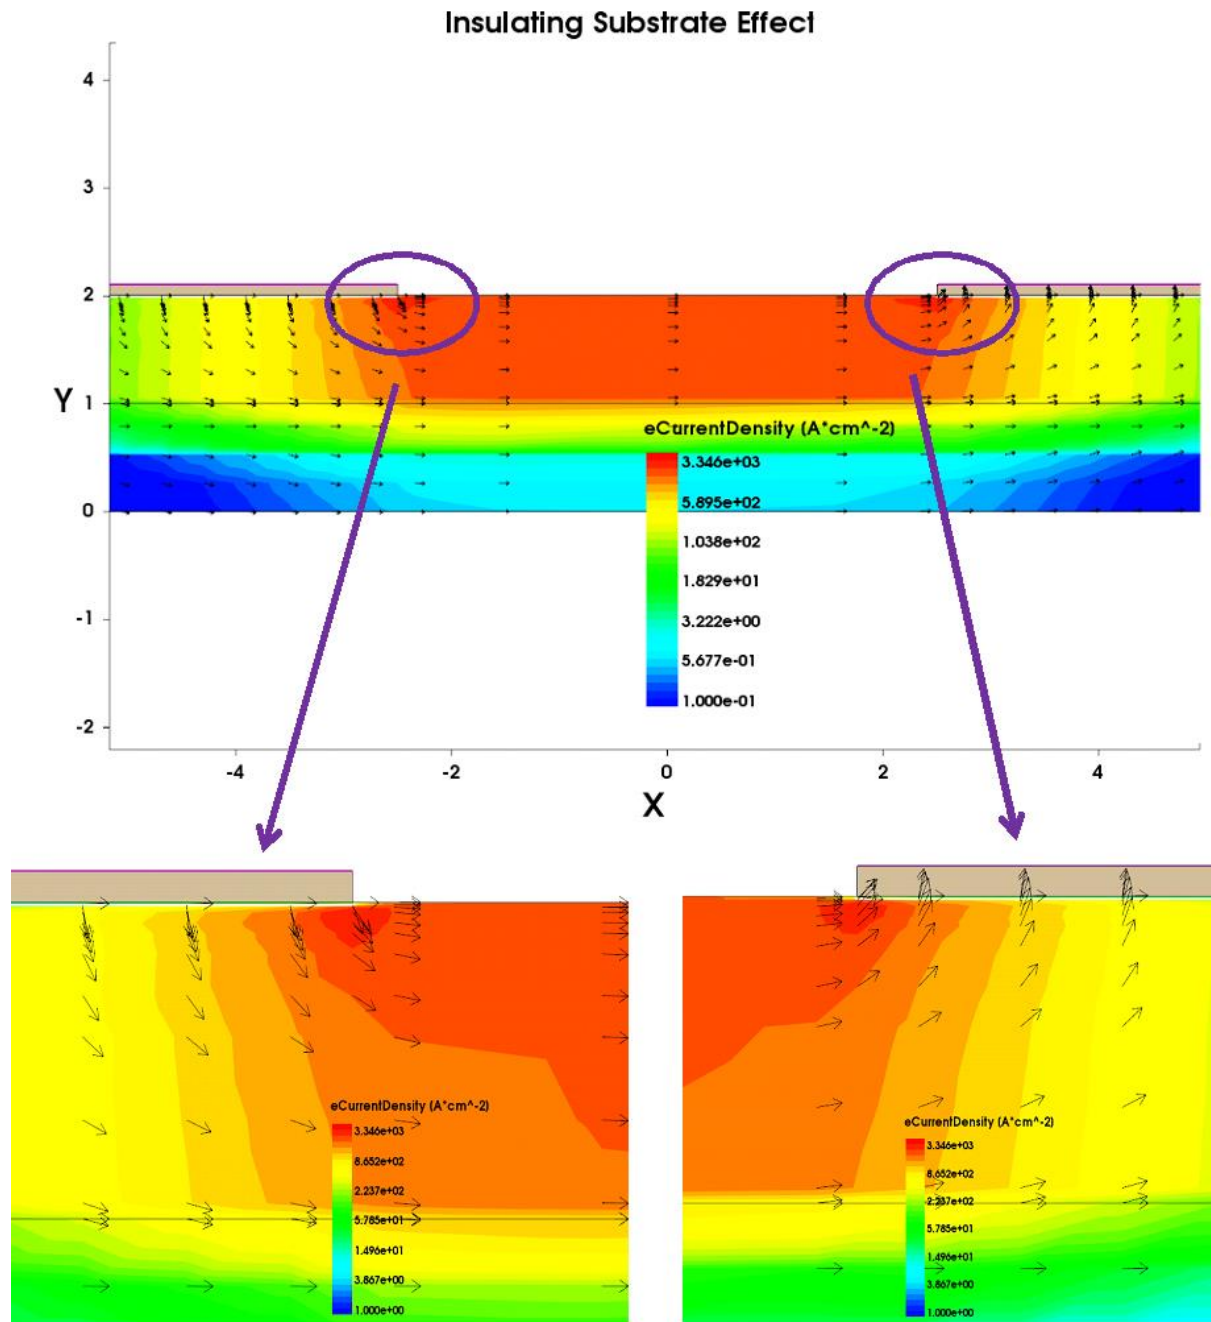 Insulating Substrate Effect
4
3
2
Y 1
0
-1
-2
eCurrentDensity (A*cm^-2)
3.346e+03
5.895e+02
1.038e+02
1.829e+01
3.222e+00
5.677e-01
1.000e-01
-4 -2 0 2 4
X
eCurrentDensity (A*cm^-2)
3.346e+03
8.652e+02
2.237e+02
5.785e+01
1.496e+01
3.867e+00
1.000e+00
eCurrentDensity (A*cm^-2)
3.346e+03
8.652e+02
2.237e+02
5.785e+01
1.496e+01
3.867e+00
1.000e+00